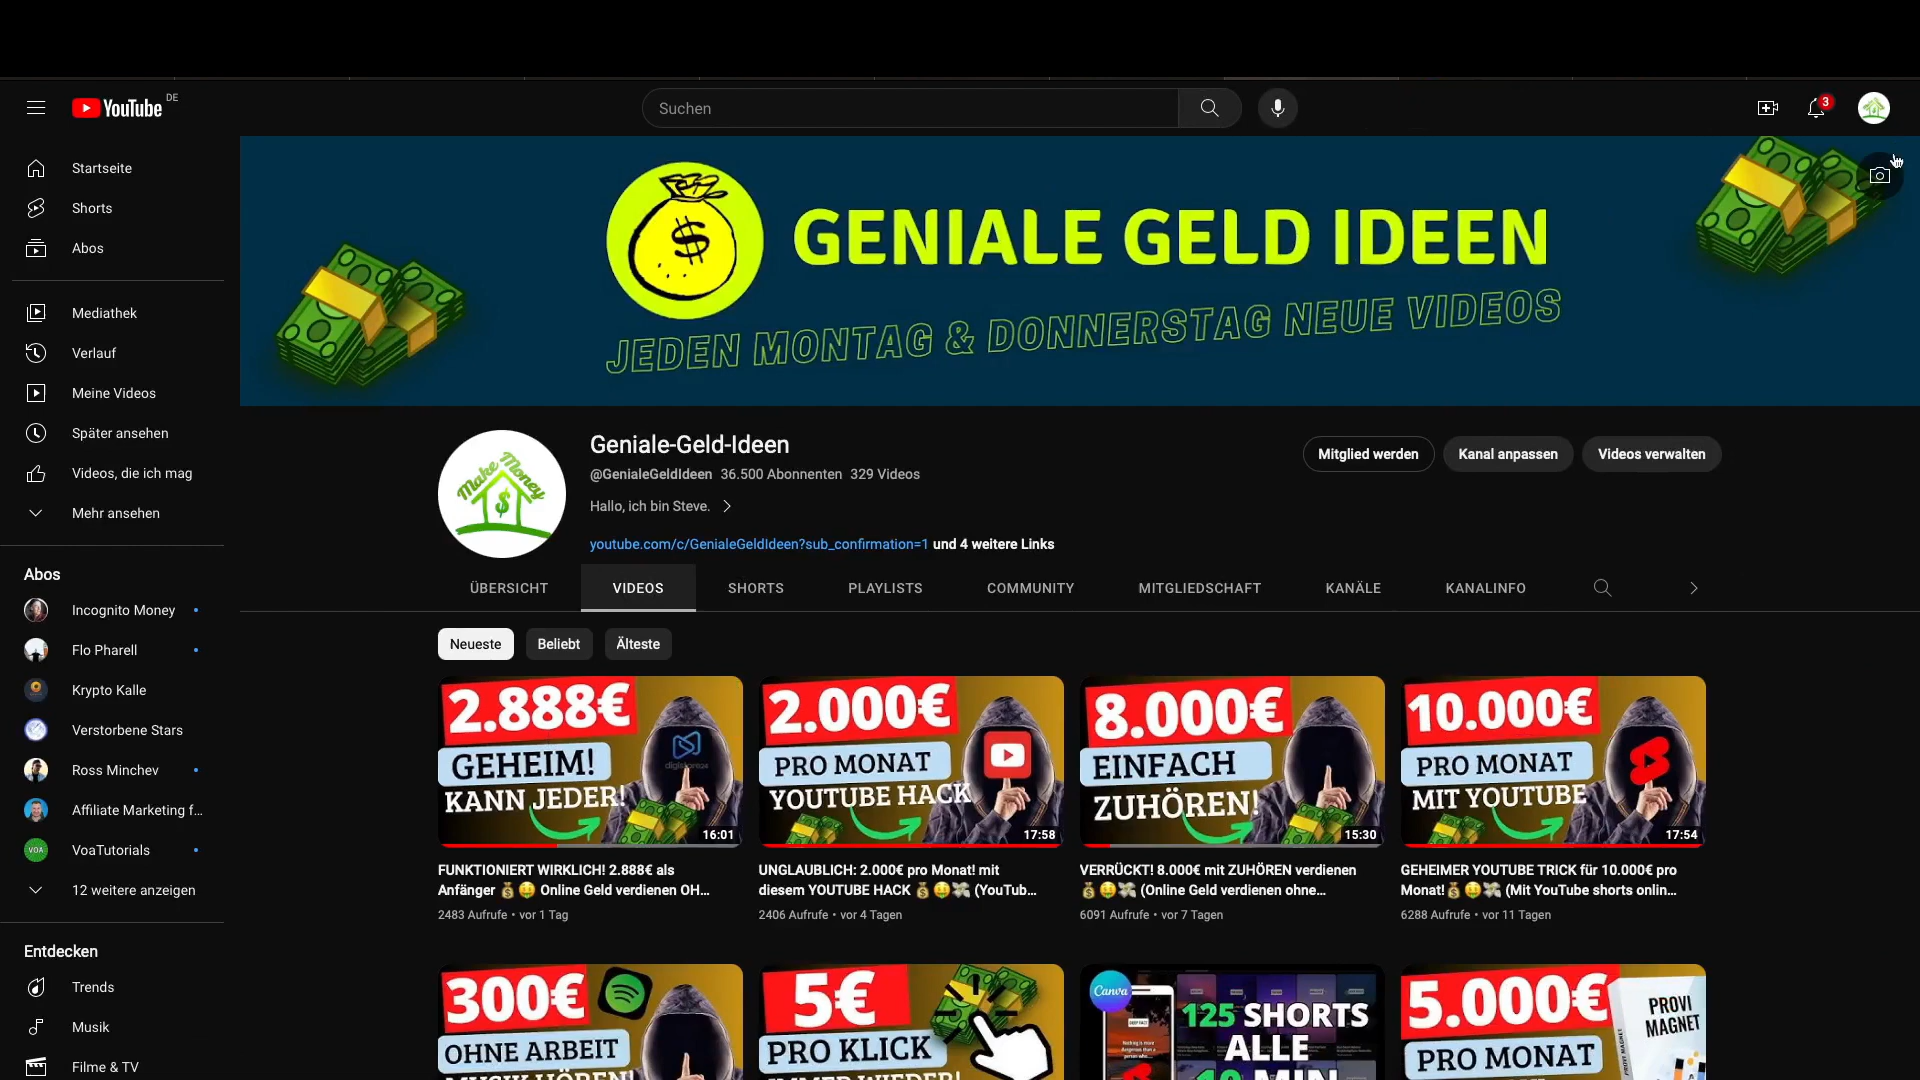 YouTube DE
Suchen
3
Startseite
Shorts
Abos
Mediathek
Verlauf
Meine Videos
Später ansehen
Videos, die ich mag
Mehr ansehen
Abos
Incognito Money
Flo Pharell
Krypto Kalle
Verstorbene Stars
Ross Minchev
Affiliate Marketing f...
VOA
VoaTutorials
12 weitere anzeigen
Entdecken
Trends
Musik
Filme & TV
GENIALE GELD IDEEN
JEDEN MONTAG & DONNERSTAG NEUE VIDEOS
Make Money
Geniale-Geld-Ideen
@GenialeGeldIdeen 36.500 Abonnenten 329 Videos
Hallo, ich bin Steve.
youtube.com/c/GenialeGeldIdeen?sub_confirmation=1 und 4 weitere Links
Mitglied werden
Kanal anpassen
Videos verwalten
ÜBERSICHT
VIDEOS
SHORTS
PLAYLISTS
COMMUNITY
MITGLIEDSCHAFT
KANÄLE
KANALINFO
Neueste
Beliebt
Älteste
2.888€
GEHEIM!
KANN JEDER!
digistore24
16:01
FUNKTIONIERT WIRKLICH! 2.888€ als
Anfänger 💰🤑 Online Geld verdienen OH...
2483 Aufrufe • vor 1 Tag
2.000€
PRO MONAT
YOUTUBE HACK
17:58
UNGLAUBLICH: 2.000€ pro Monat! mit
diesem YOUTUBE HACK 💰🤑💸 (YouTub...
2406 Aufrufe • vor 4 Tagen
8.000€
EINFACH
ZUHÖREN!
15:30
VERRÜCKT! 8.000€ mit ZUHÖREN verdienen
💰🤑💸 (Online Geld verdienen ohne...
6091 Aufrufe • vor 7 Tagen
10.000€
PRO MONAT
MIT YOUTUBE
17:54
GEHEIMER YOUTUBE TRICK für 10.000€ pro
Monat!💰🤑💸 (Mit YouTube shorts onlin...
6288 Aufrufe • vor 11 Tagen
300€
OHNE ARBEIT
MUSIK HÖREN!
5€
PRO KLICK
IMMER WIEDER!
Canva
125 SHORTS
ALLE
10 MIN
5.000€
PRO MONAT
PROVI
MAGNET